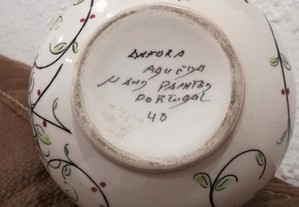 ANFORA
AGUEDA
HAND PAINTED
PORTUGAL
40